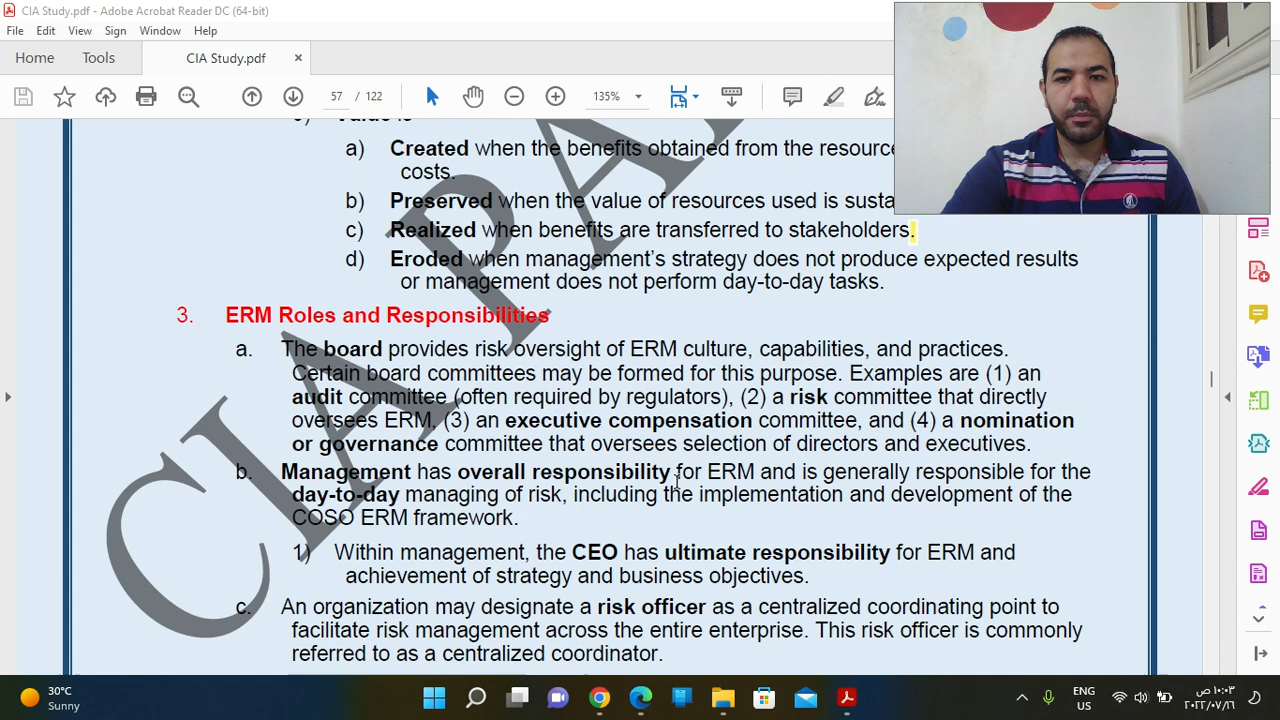 CIA Study.pdf - Adobe Acrobat Reader DC (64-bit)
File Edit View Sign Window Help
Home Tools CIA Study.pdf ×
57 / 122 135%
a) Created when the benefits obtained from the resource
costs.
b) Preserved when the value of resources used is susta
c) Realized when benefits are transferred to stakeholders.
d) Eroded when management's strategy does not produce expected results
or management does not perform day-to-day tasks.
3. ERM Roles and Responsibilities
a. The board provides risk oversight of ERM culture, capabilities, and practices.
Certain board committees may be formed for this purpose. Examples are (1) an
audit committee (often required by regulators), (2) a risk committee that directly
oversees ERM, (3) an executive compensation committee, and (4) a nomination
or governance committee that oversees selection of directors and executives.
b. Management has overall responsibility for ERM and is generally responsible for the
day-to-day managing of risk, including the implementation and development of the
COSO ERM framework.
1) Within management, the CEO has ultimate responsibility for ERM and
achievement of strategy and business objectives.
c. An organization may designate a risk officer as a centralized coordinating point to
facilitate risk management across the entire enterprise. This risk officer is commonly
referred to as a centralized coordinator.
CIA PA
30°C
Sunny
ENG
US
١٠:٠٣ ص
٢٠٢٢/٠٧/١٦